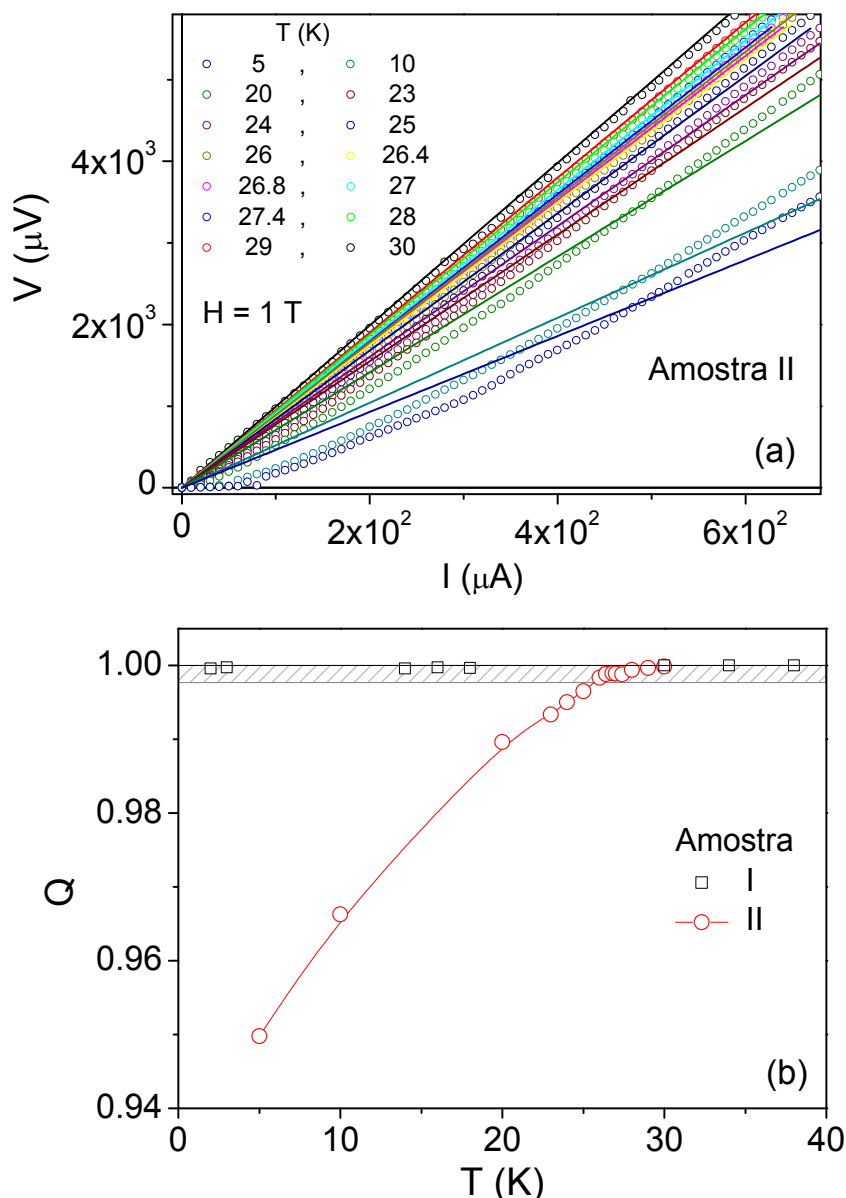 T (K)
5 , 10
20 , 23
24 , 25
26 , 26.4
26.8 , 27
27.4 , 28
29 , 30
H = 1 T
Amostra II
(a)
4x10³
2x10³
0
V (μV)
0 2x10² 4x10² 6x10²
I (μA)
1.00
0.98
0.96
0.94
Q
Amostra
I
II
(b)
0 10 20 30 40
T (K)